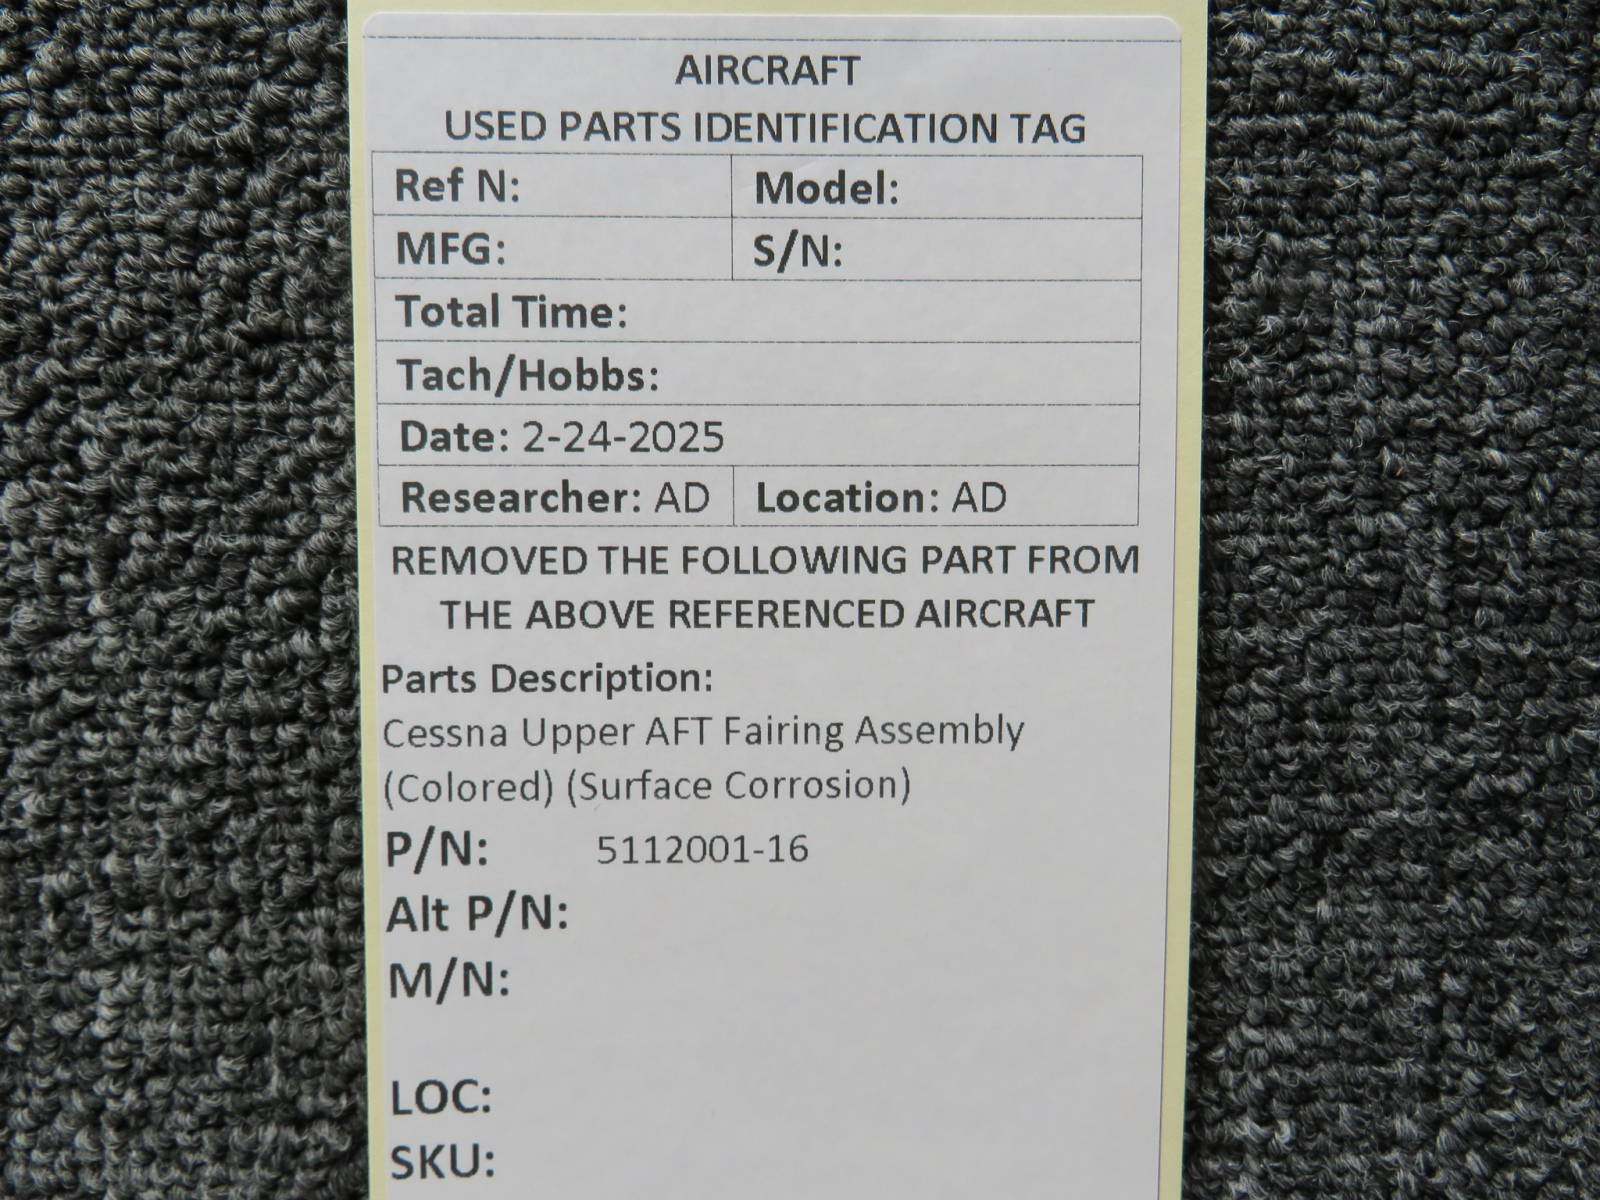 AIRCRAFT
USED PARTS IDENTIFICATION TAG
Ref N: Model:
MFG: S/N:
Total Time:
Tach/Hobbs:
Date: 2-24-2025
Researcher: AD Location: AD
REMOVED THE FOLLOWING PART FROM
THE ABOVE REFERENCED AIRCRAFT
Parts Description:
Cessna Upper AFT Fairing Assembly
(Colored) (Surface Corrosion)
P/N: 5112001-16
Alt P/N:
M/N:
LOC:
SKU: